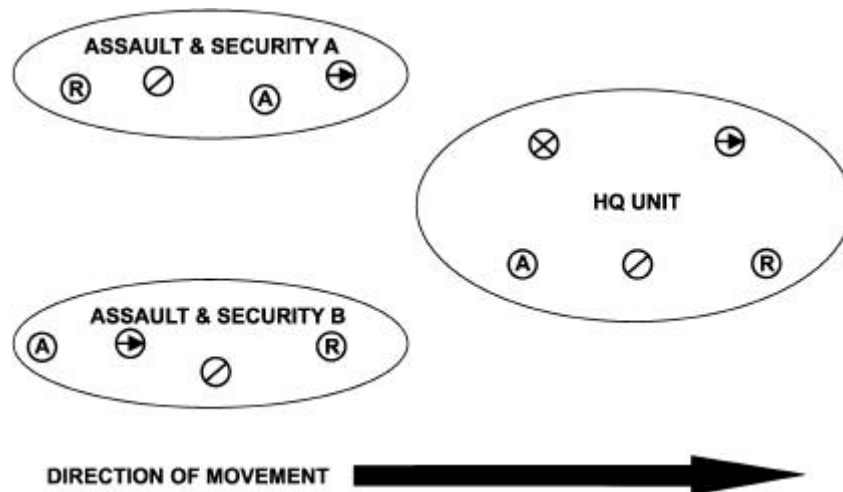 ASSAULT & SECURITY A
R
A
HQ UNIT
A
R
ASSAULT & SECURITY B
A
R
DIRECTION OF MOVEMENT